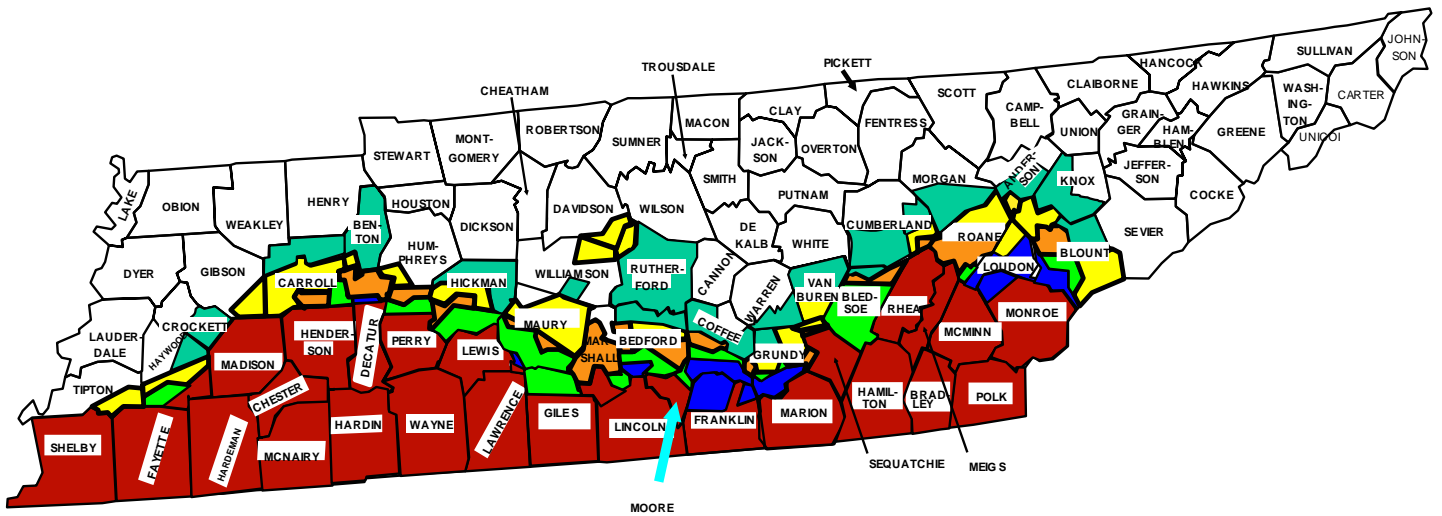 JOHN-
SON
SULLIVAN
HANCOCK
PICKETT
TROUSDALE
CLAIBORNE
HAWKINS
CHEATHAM
SCOTT
WASH-
ING-
TON
CARTER
CLAY
CAMP-
BELL
MACON
FENTRESS
GRAIN-
GER
ROBERTSON
SUMNER
UNION
GREENE
UNICOI
HAM-
BLEN
MONT-
GOMERY
JACK-
SON
OVERTON
STEWART
JEFFER-
SON
ANDER-
SON
KNOX
SMITH
MORGAN
PUTNAM
COCKE
LAKE
OBION
HENRY
HOUSTON
DAVIDSON
WILSON
WEAKLEY
BEN-
TON
DICKSON
DE
KALB
CUMBERLAND
SEVIER
ROANE
HUM-
PHREYS
WHITE
BLOUNT
DYER
GIBSON
WILLIAMSON
RUTHER-
FORD
CANNON
LOUDON
CARROLL
HICKMAN
VAN
BUREN
WARREN
BLED-
SOE
RHEA
MONROE
CROCKETT
MAURY
COFFEE
MCMINN
LAUDER-
DALE
HAYWOOD
HENDER-
SON
DECATUR
PERRY
LEWIS
MAR
SHALL
BEDFORD
GRUNDY
MADISON
TIPTON
CHESTER
HAMIL-
TON
BRAD
LEY
POLK
LAWRENCE
GILES
MARION
HARDIN
WAYNE
LINCOLN
FRANKLIN
SHELBY
FAYETTE
HARDEMAN
MCNAIRY
SEQUATCHIE
MEIGS
MOORE